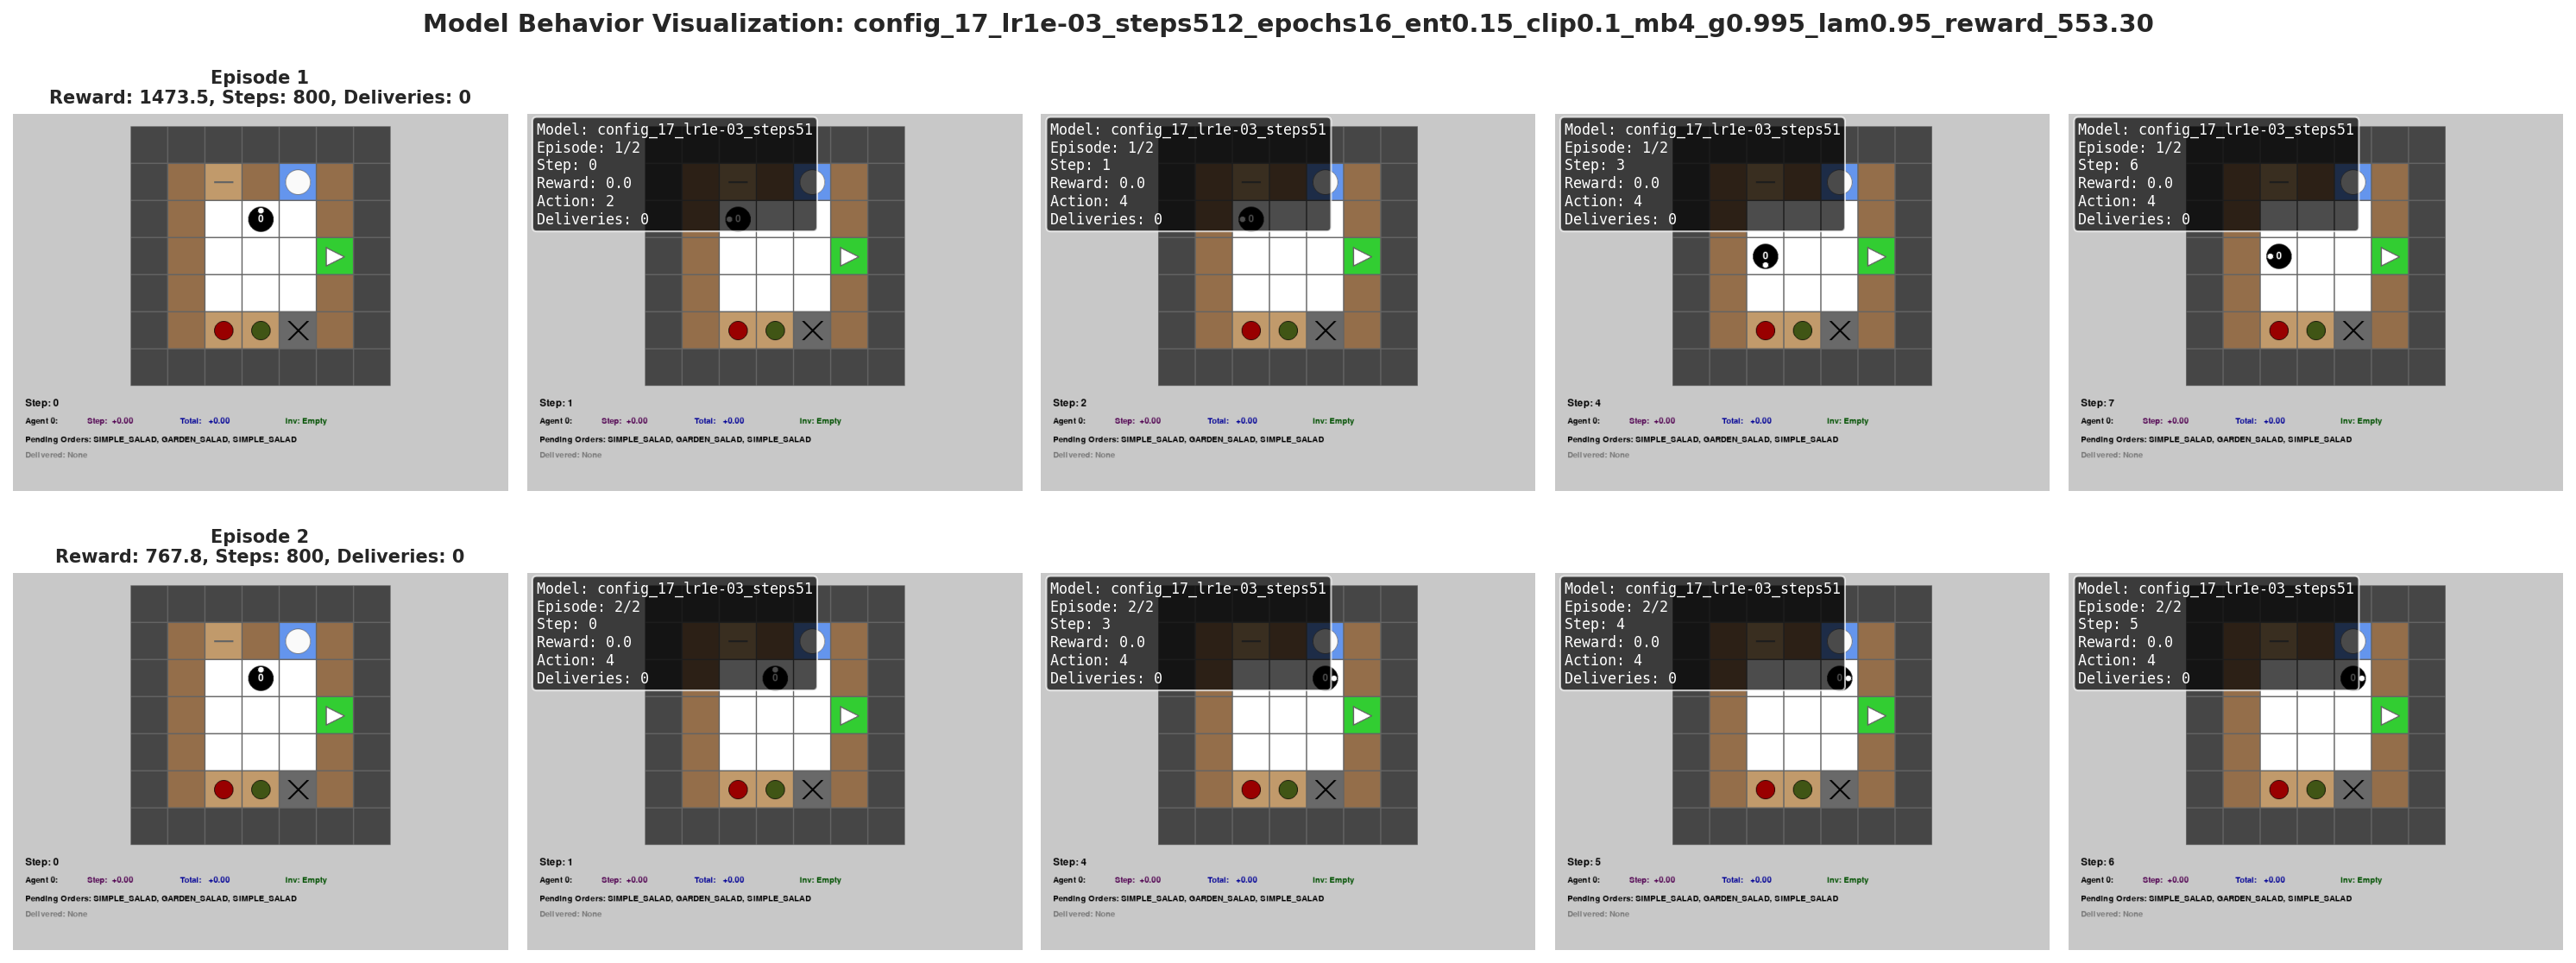 Model Behavior Visualization: config_17_lr1e-03_steps512_epochs16_ent0.15_clip0.1_mb4_g0.995_lam0.95_reward_553.30
Episode 1
Reward: 1473.5, Steps: 800, Deliveries: 0
0
Step: 0
Agent 0: Step: +0.00 Total: +0.00 Inv: Empty
Pending Orders: SIMPLE_SALAD, GARDEN_SALAD, SIMPLE_SALAD
Delivered: None
Model: config_17_lr1e-03_steps51
Episode: 1/2
Step: 0
Reward: 0.0
Action: 2
Deliveries: 0
0
Step: 1
Agent 0: Step: +0.00 Total: +0.00 Inv: Empty
Pending Orders: SIMPLE_SALAD, GARDEN_SALAD, SIMPLE_SALAD
Delivered: None
Model: config_17_lr1e-03_steps51
Episode: 1/2
Step: 1
Reward: 0.0
Action: 4
Deliveries: 0
0
Step: 2
Agent 0: Step: +0.00 Total: +0.00 Inv: Empty
Pending Orders: SIMPLE_SALAD, GARDEN_SALAD, SIMPLE_SALAD
Delivered: None
Model: config_17_lr1e-03_steps51
Episode: 1/2
Step: 3
Reward: 0.0
Action: 4
Deliveries: 0
0
Step: 4
Agent 0: Step: +0.00 Total: +0.00 Inv: Empty
Pending Orders: SIMPLE_SALAD, GARDEN_SALAD, SIMPLE_SALAD
Delivered: None
Model: config_17_lr1e-03_steps51
Episode: 1/2
Step: 6
Reward: 0.0
Action: 4
Deliveries: 0
0
Step: 7
Agent 0: Step: +0.00 Total: +0.00 Inv: Empty
Pending Orders: SIMPLE_SALAD, GARDEN_SALAD, SIMPLE_SALAD
Delivered: None
Episode 2
Reward: 767.8, Steps: 800, Deliveries: 0
0
Step: 0
Agent 0: Step: +0.00 Total: +0.00 Inv: Empty
Pending Orders: SIMPLE_SALAD, GARDEN_SALAD, SIMPLE_SALAD
Delivered: None
Model: config_17_lr1e-03_steps51
Episode: 2/2
Step: 0
Reward: 0.0
Action: 4
Deliveries: 0
0
Step: 1
Agent 0: Step: +0.00 Total: +0.00 Inv: Empty
Pending Orders: SIMPLE_SALAD, GARDEN_SALAD, SIMPLE_SALAD
Delivered: None
Model: config_17_lr1e-03_steps51
Episode: 2/2
Step: 3
Reward: 0.0
Action: 4
Deliveries: 0
0
Step: 4
Agent 0: Step: +0.00 Total: +0.00 Inv: Empty
Pending Orders: SIMPLE_SALAD, GARDEN_SALAD, SIMPLE_SALAD
Delivered: None
Model: config_17_lr1e-03_steps51
Episode: 2/2
Step: 4
Reward: 0.0
Action: 4
Deliveries: 0
0
Step: 5
Agent 0: Step: +0.00 Total: +0.00 Inv: Empty
Pending Orders: SIMPLE_SALAD, GARDEN_SALAD, SIMPLE_SALAD
Delivered: None
Model: config_17_lr1e-03_steps51
Episode: 2/2
Step: 5
Reward: 0.0
Action: 4
Deliveries: 0
0
Step: 6
Agent 0: Step: +0.00 Total: +0.00 Inv: Empty
Pending Orders: SIMPLE_SALAD, GARDEN_SALAD, SIMPLE_SALAD
Delivered: None